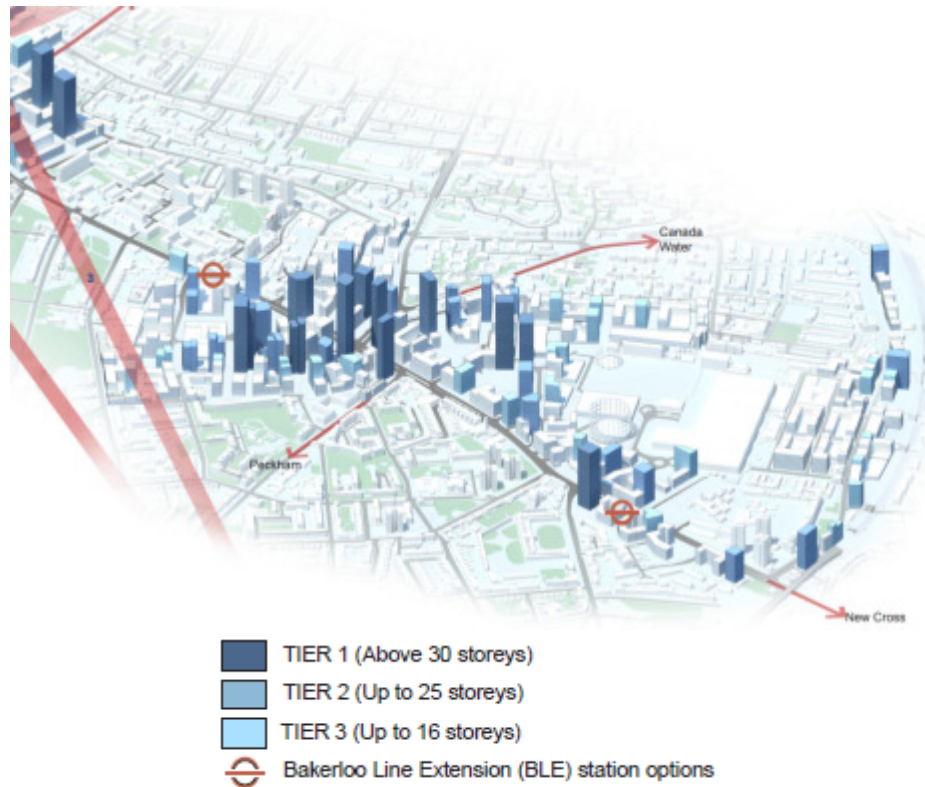 Canada
Water
3
Peckham
New Cross
TIER 1 (Above 30 storeys)
TIER 2 (Up to 25 storeys)
TIER 3 (Up to 16 storeys)
Bakerloo Line Extension (BLE) station options